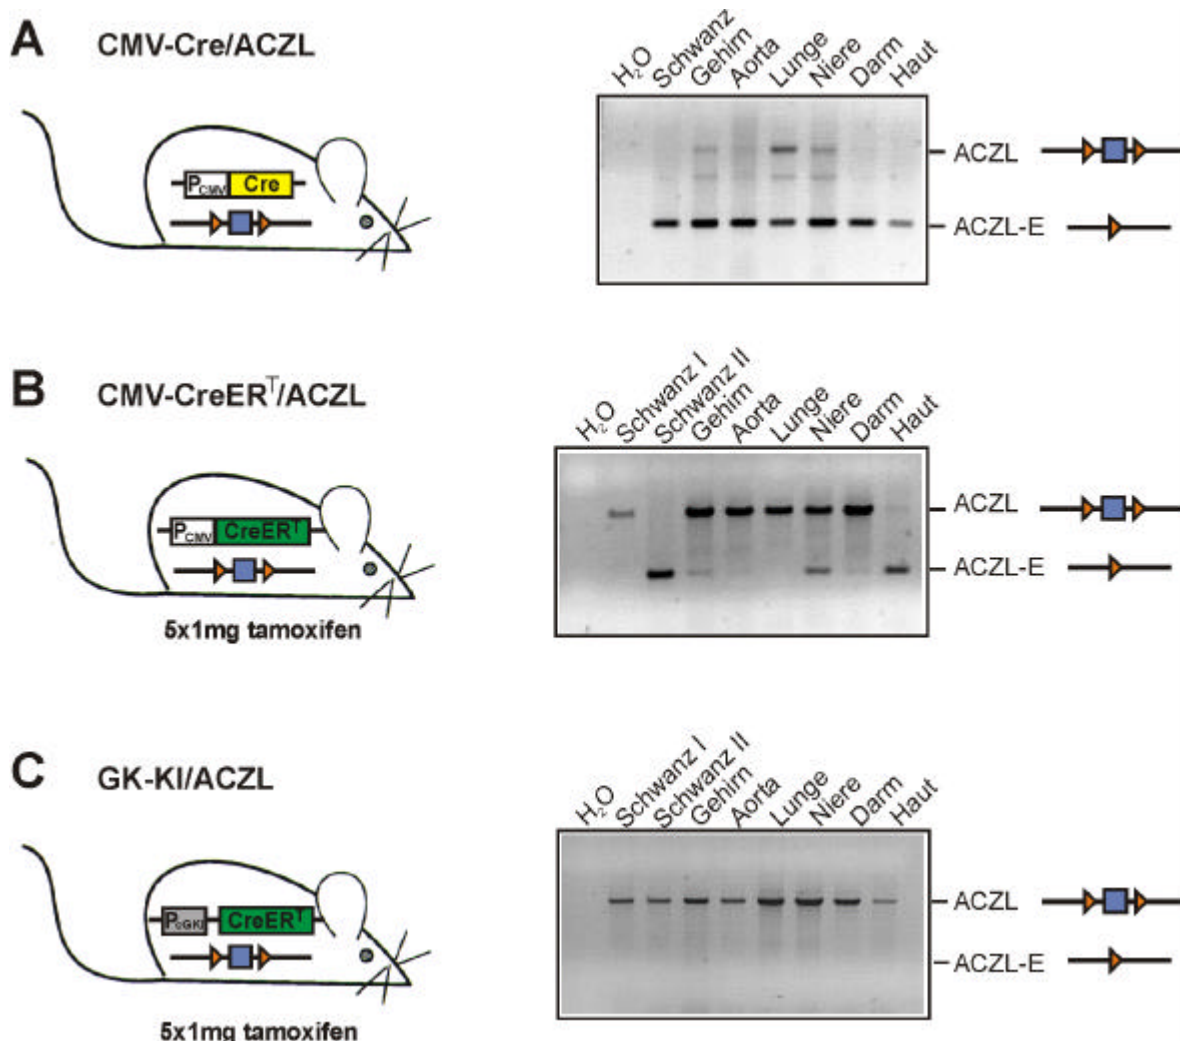 A CMV-Cre/ACZL
H₂O Schwanz Gehirn Aorta Lunge Niere Darm Haut
PCMV Cre
ACZL
ACZL-E
B CMV-CreERᵀ/ACZL
H₂O Schwanz I Schwanz II Gehirn Aorta Lunge Niere Darm Haut
PCMV CreERᵀ
ACZL
ACZL-E
5x1mg tamoxifen
C GK-KI/ACZL
H₂O Schwanz I Schwanz II Gehirn Aorta Lunge Niere Darm Haut
PcGKI CreERᵀ
ACZL
ACZL-E
5x1mg tamoxifen